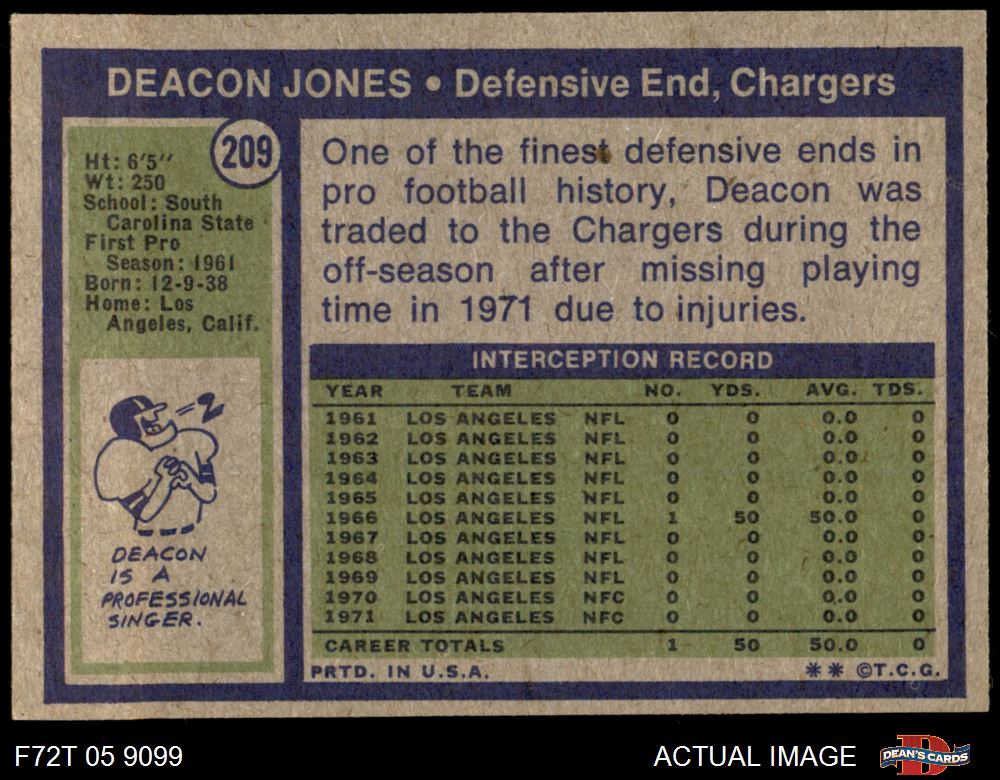 DEACON JONES • Defensive End, Chargers
209
Ht: 6'5''
Wt: 250
School: South
Carolina State
First Pro
Season: 1961
Born: 12-9-38
Home: Los
Angeles, Calif.
DEACON
IS A
PROFESSIONAL
SINGER.
One of the finest defensive ends in
pro football history, Deacon was
traded to the Chargers during the
off-season after missing playing
time in 1971 due to injuries.
INTERCEPTION RECORD
YEAR TEAM NO. YDS. AVG. TDS.
1961 LOS ANGELES NFL 0 0 0.0 0
1962 LOS ANGELES NFL 0 0 0.0 0
1963 LOS ANGELES NFL 0 0 0.0 0
1964 LOS ANGELES NFL 0 0 0.0 0
1965 LOS ANGELES NFL 0 0 0.0 0
1966 LOS ANGELES NFL 1 50 50.0 0
1967 LOS ANGELES NFL 0 0 0.0 0
1968 LOS ANGELES NFL 0 0 0.0 0
1969 LOS ANGELES NFL 0 0 0.0 0
1970 LOS ANGELES NFC 0 0 0.0 0
1971 LOS ANGELES NFC 0 0 0.0 0
CAREER TOTALS 1 50 50.0 0
PRTD. IN U.S.A. ** ©T.C.G.
F72T 05 9099
ACTUAL IMAGE
D
DEAN'S CARDS